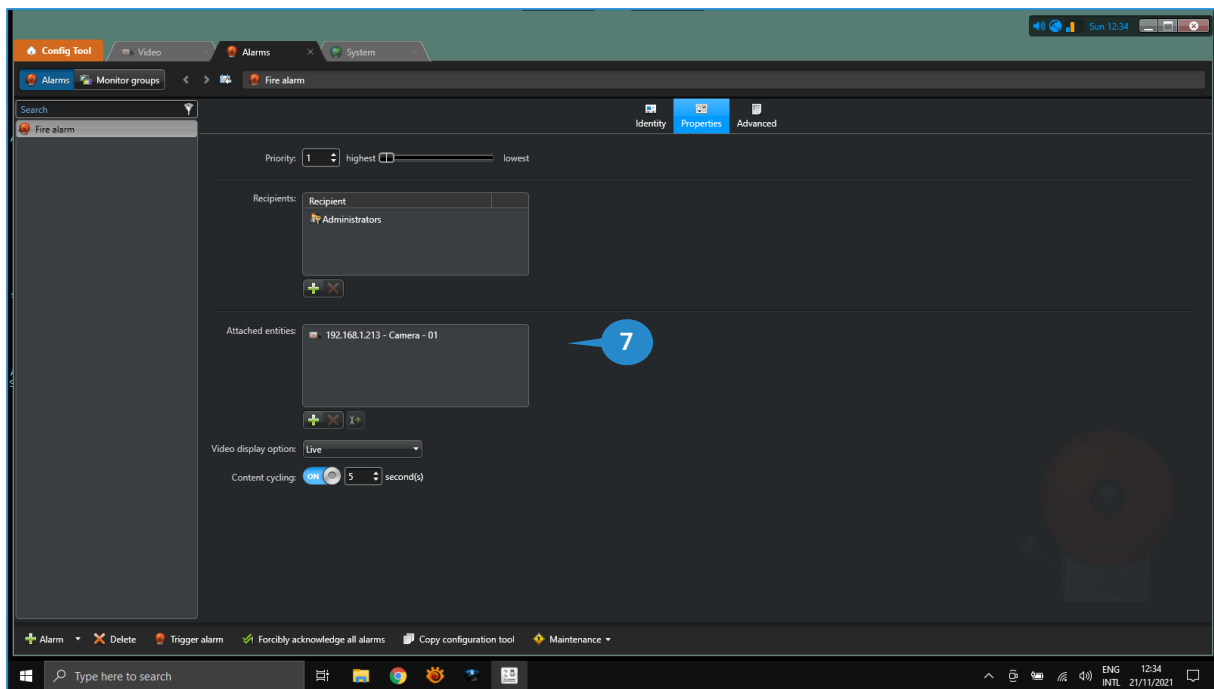 Sun 12:34
Config Tool
Video
Alarms
System
Alarms
Monitor groups
Fire alarm
Search
Fire alarm
Identity
Properties
Advanced
Priority: 1 highest lowest
Recipients:
Recipient
Administrators
Attached entities:
192.168.1.213 - Camera - 01
7
Video display option: Live
Content cycling: ON 5 second(s)
Alarm
Delete
Trigger alarm
Forcibly acknowledge all alarms
Copy configuration tool
Maintenance
Type here to search
ENG
INTL
12:34
21/11/2021